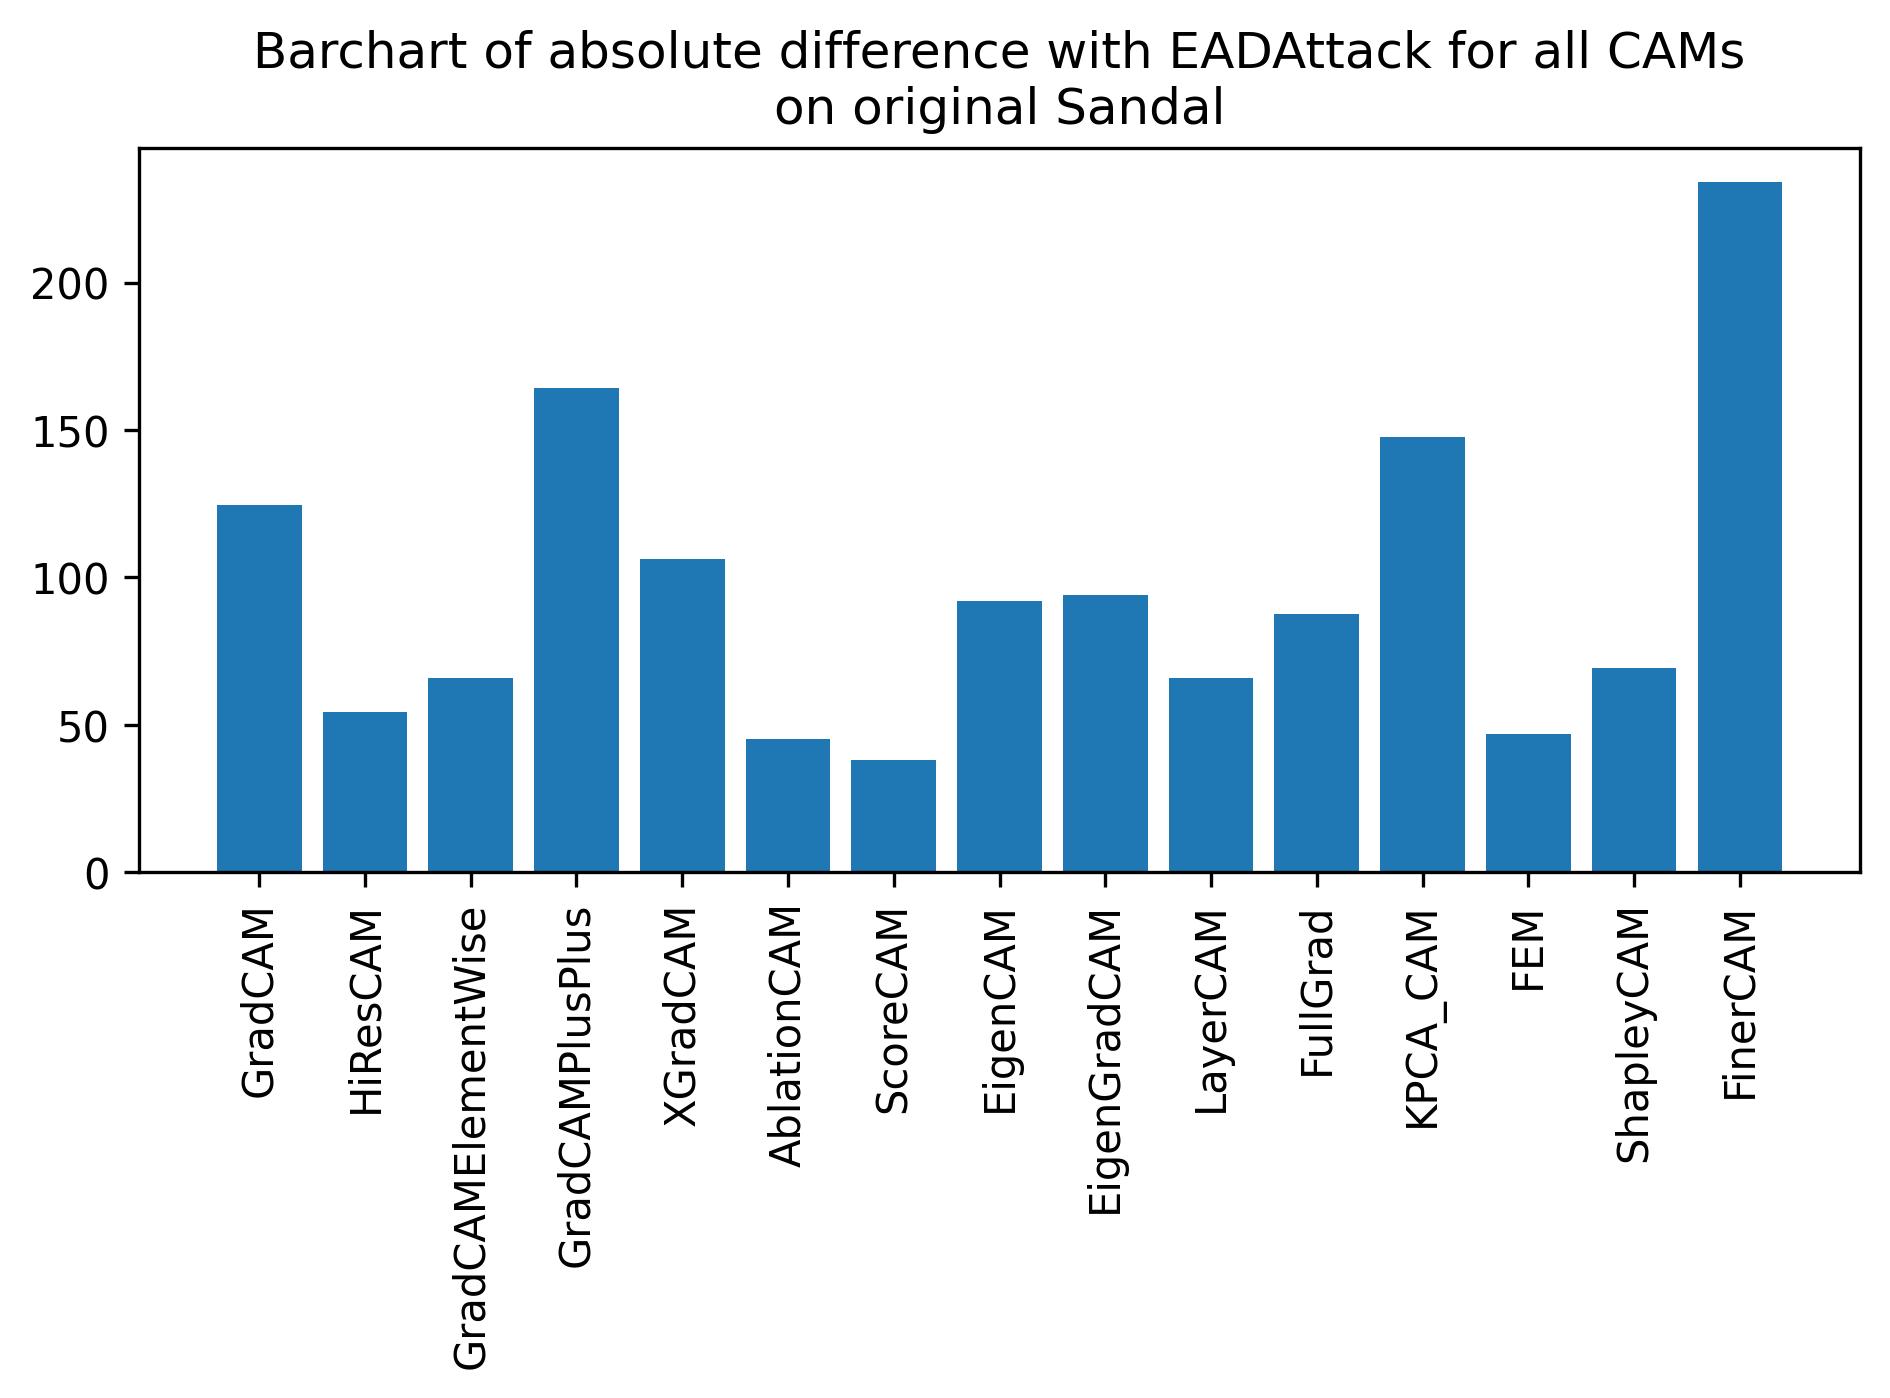 Barchart of absolute difference with EADAttack for all CAMs
on original Sandal
200
150
100
50
0
GradCAM
HiResCAM
GradCAMElementWise
GradCAMPlusPlus
XGradCAM
AblationCAM
ScoreCAM
EigenCAM
EigenGradCAM
LayerCAM
FullGrad
KPCA_CAM
FEM
ShapleyCAM
FinerCAM